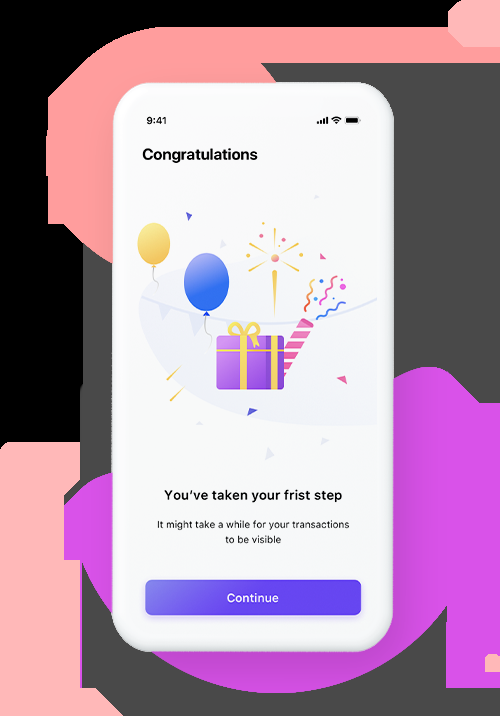 9:41
Congratulations
You've taken your frist step
It might take a while for your transactions
to be visible
Continue